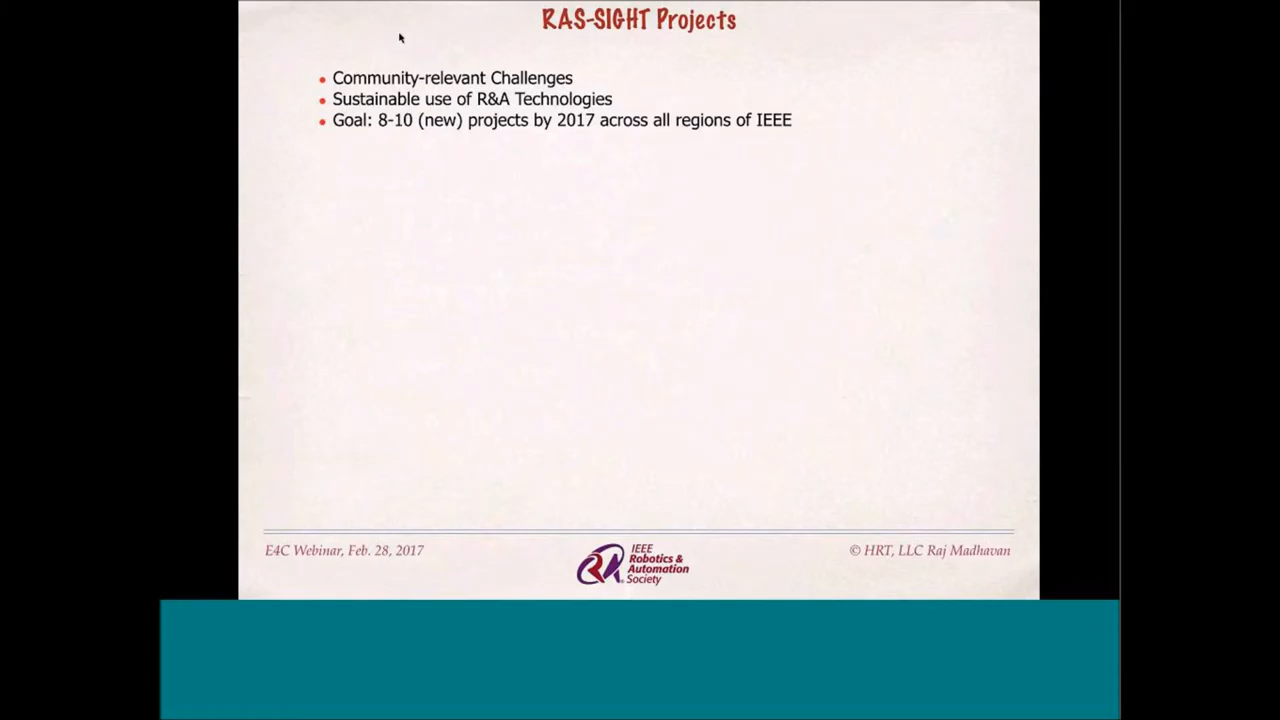 RAS-SIGHT Projects
Community-relevant Challenges
Sustainable use of R&A Technologies
Goal: 8-10 (new) projects by 2017 across all regions of IEEE
E4C Webinar, Feb. 28, 2017
IEEE
Robotics &
Automation
Society
© HRT, LLC Raj Madhavan